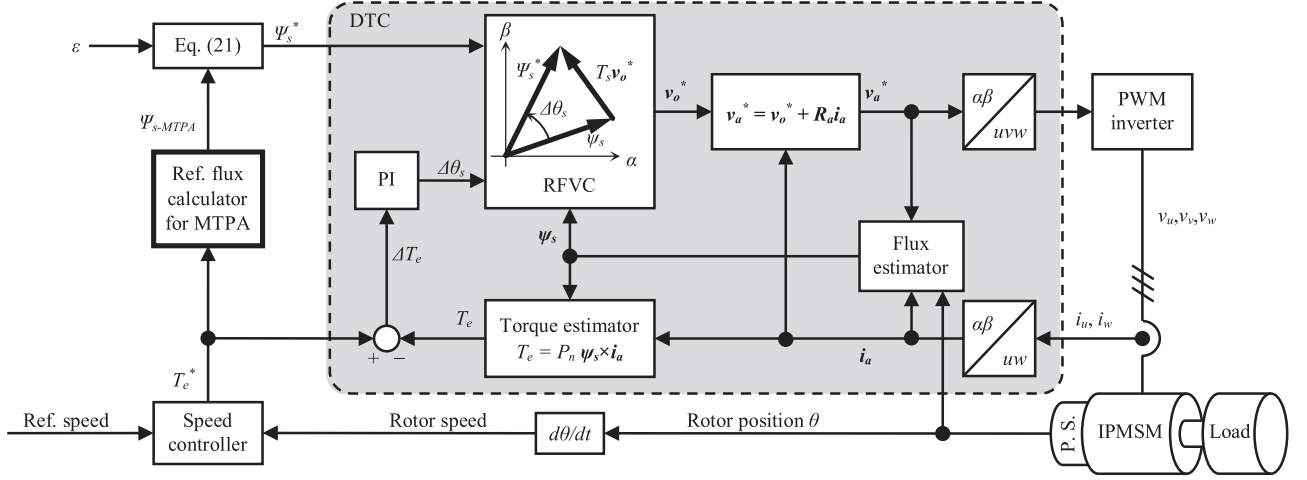 DTC
ε
Eq. (21)
Ψs*
β
Ψs*
Tsvo*
Δθs
ψs
α
RFVC
vo*
va* = vo* + Raia
va*
αβ
uvw
PWM
inverter
Ψs-MTPA
Ref. flux
calculator
for MTPA
PI
Δθs
ψs
Flux
estimator
vu,vv,vw
ΔTe
Te
Torque estimator
Te = Pn ψs×ia
ia
αβ
uw
iu, iw
+ −
Te*
Ref. speed
Speed
controller
Rotor speed
dθ/dt
Rotor position θ
P. S.
IPMSM
Load